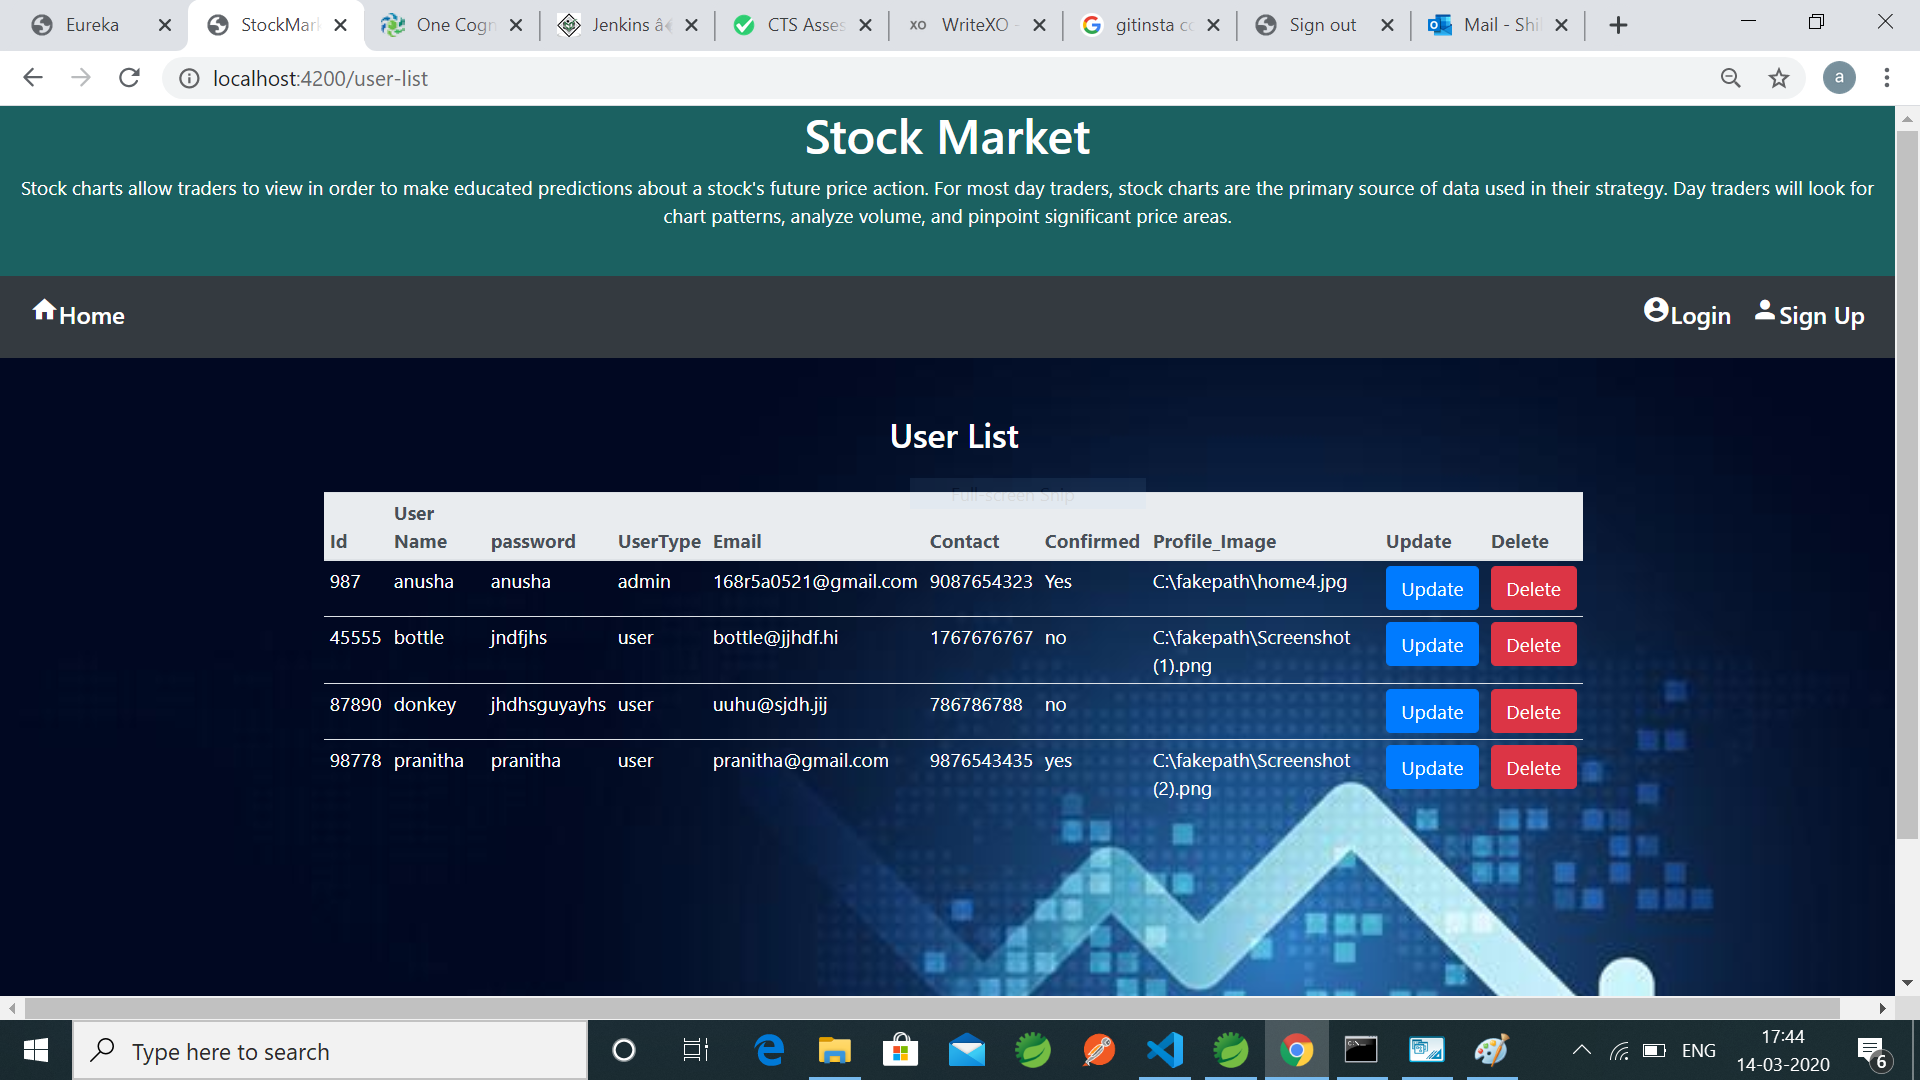 Eureka
StockMark
One Cogn
Jenkins â€
CTS Asses
XO WriteXO -
gitinsta co
Sign out
Mail - Shi
localhost:4200/user-list
a
Stock Market
Stock charts allow traders to view in order to make educated predictions about a stock's future price action. For most day traders, stock charts are the primary source of data used in their strategy. Day traders will look for
chart patterns, analyze volume, and pinpoint significant price areas.
Home
Login
Sign Up
User List
Full-screen Snip
Id User Name password UserType Email Contact Confirmed Profile_Image Update Delete
987 anusha anusha admin 168r5a0521@gmail.com 9087654323 Yes C:\fakepath\home4.jpg Update Delete
45555 bottle jndfjhs user bottle@jjhdf.hi 1767676767 no C:\fakepath\Screenshot Update Delete
(1).png
87890 donkey jhdhsguyayhs user uuhu@sjdh.jij 786786788 no Update Delete
98778 pranitha pranitha user pranitha@gmail.com 9876543435 yes C:\fakepath\Screenshot Update Delete
(2).png
Type here to search
ENG
17:44
14-03-2020
6